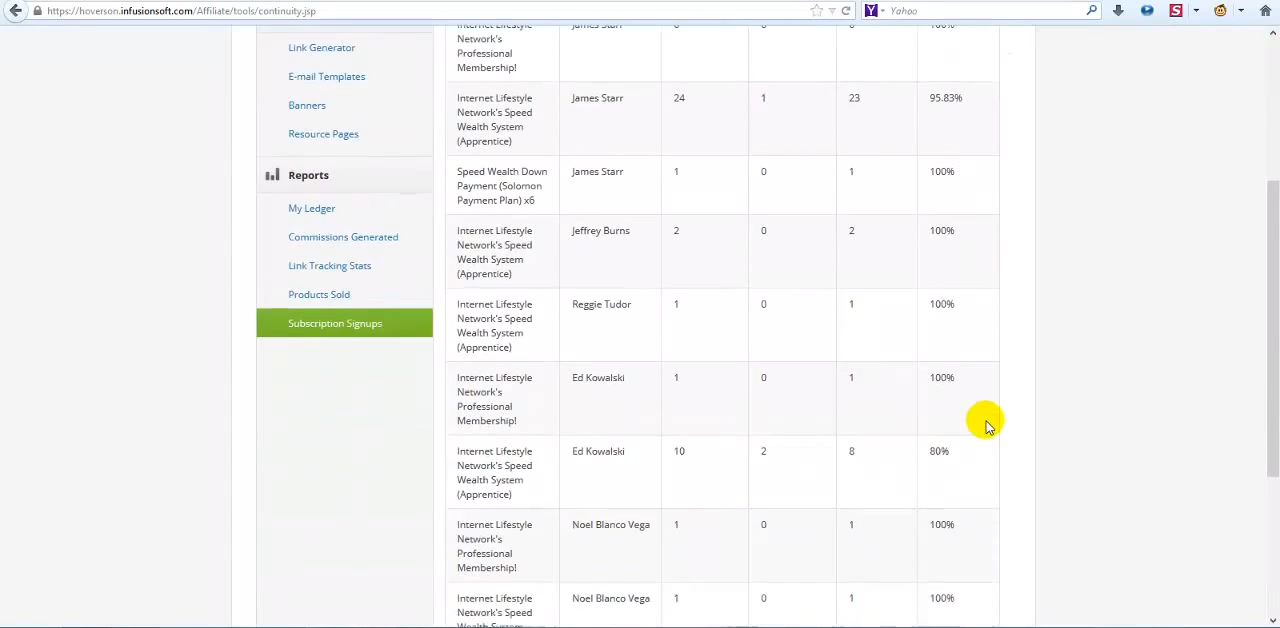 https://hoverson.infusionsoft.com/Affiliate/tools/continuity.jsp
Yahoo
Link Generator
E-mail Templates
Banners
Resource Pages
Reports
My Ledger
Commissions Generated
Link Tracking Stats
Products Sold
Subscription Signups
Internet Lifestyle
Network's
Professional
Membership!
James Starr
100%
Internet Lifestyle
Network's Speed
Wealth System
(Apprentice)
James Starr
24
1
23
95.83%
Speed Wealth Down
Payment (Solomon
Payment Plan) x6
James Starr
1
0
1
100%
Internet Lifestyle
Network's Speed
Wealth System
(Apprentice)
Jeffrey Burns
2
0
2
100%
Internet Lifestyle
Network's Speed
Wealth System
(Apprentice)
Reggie Tudor
1
0
1
100%
Internet Lifestyle
Network's
Professional
Membership!
Ed Kowalski
1
0
1
100%
Internet Lifestyle
Network's Speed
Wealth System
(Apprentice)
Ed Kowalski
10
2
8
80%
Internet Lifestyle
Network's
Professional
Membership!
Noel Blanco Vega
1
0
1
100%
Internet Lifestyle
Network's Speed
Wealth System
Noel Blanco Vega
1
0
1
100%